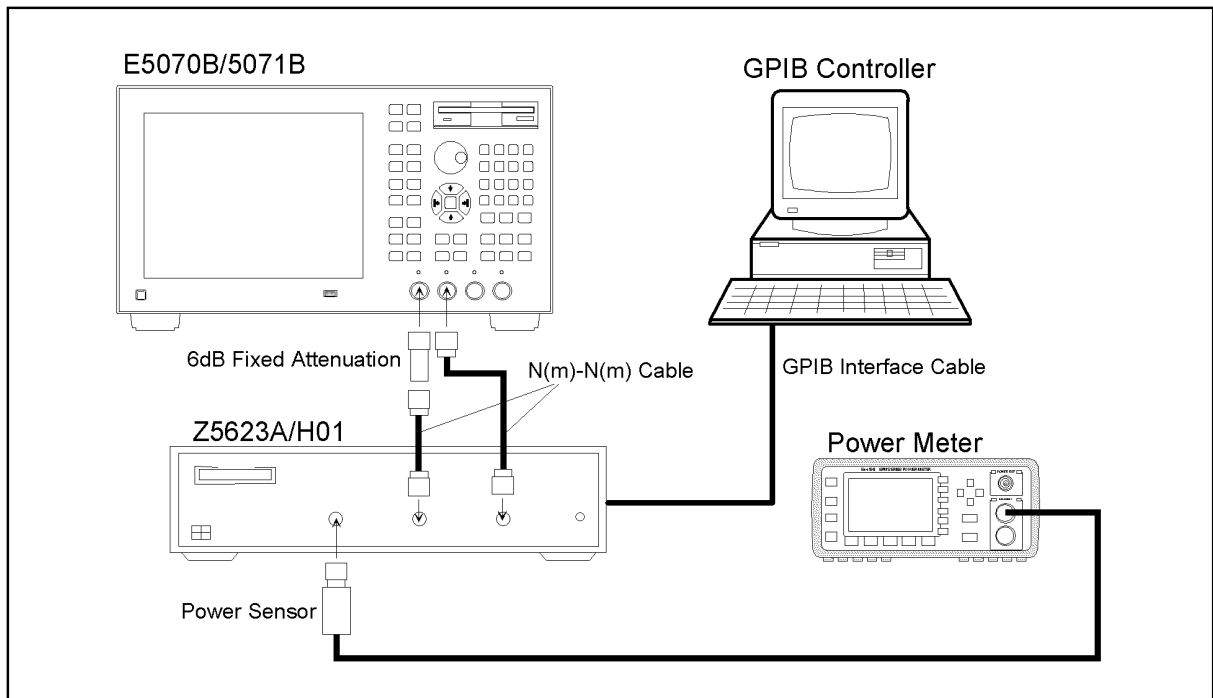 E5070B/5071B
GPIB Controller
6dB Fixed Attenuation
N(m)-N(m) Cable
GPIB Interface Cable
Z5623A/H01
Power Meter
Power Sensor